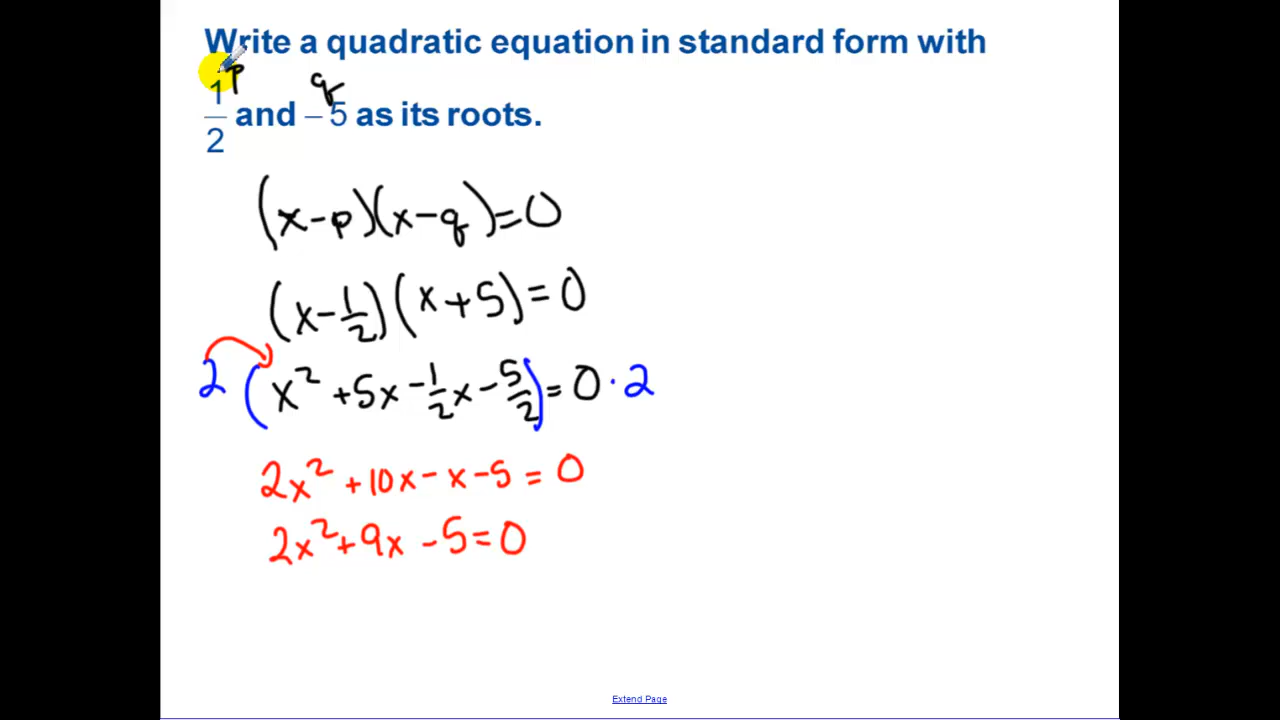 Write a quadratic equation in standard form with
p q
1/2 and – 5 as its roots.
(x-p)(x-q)=0
(x-1/2)(x+5)=0
2(x² +5x -1/2x -5/2)=0·2
2x² +10x - x - 5 = 0
2x² + 9x - 5 = 0
Extend Page